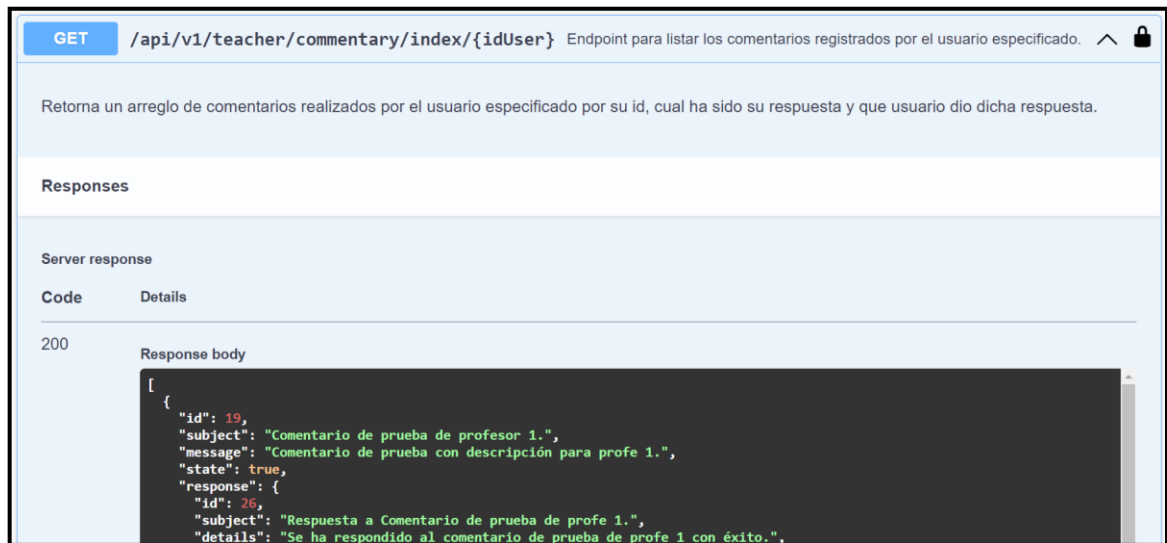 GET /api/v1/teacher/commentary/index/{idUser} Endpoint para listar los comentarios registrados por el usuario especificado.
Retorna un arreglo de comentarios realizados por el usuario especificado por su id, cual ha sido su respuesta y que usuario dio dicha respuesta.
Responses
Server response
Code Details
200
Response body
[
{
"id": 19,
"subject": "Comentario de prueba de profesor 1.",
"message": "Comentario de prueba con descripción para profe 1.",
"state": true,
"response": {
"id": 26,
"subject": "Respuesta a Comentario de prueba de profe 1.",
"details": "Se ha respondido al comentario de prueba de profe 1 con éxito.",